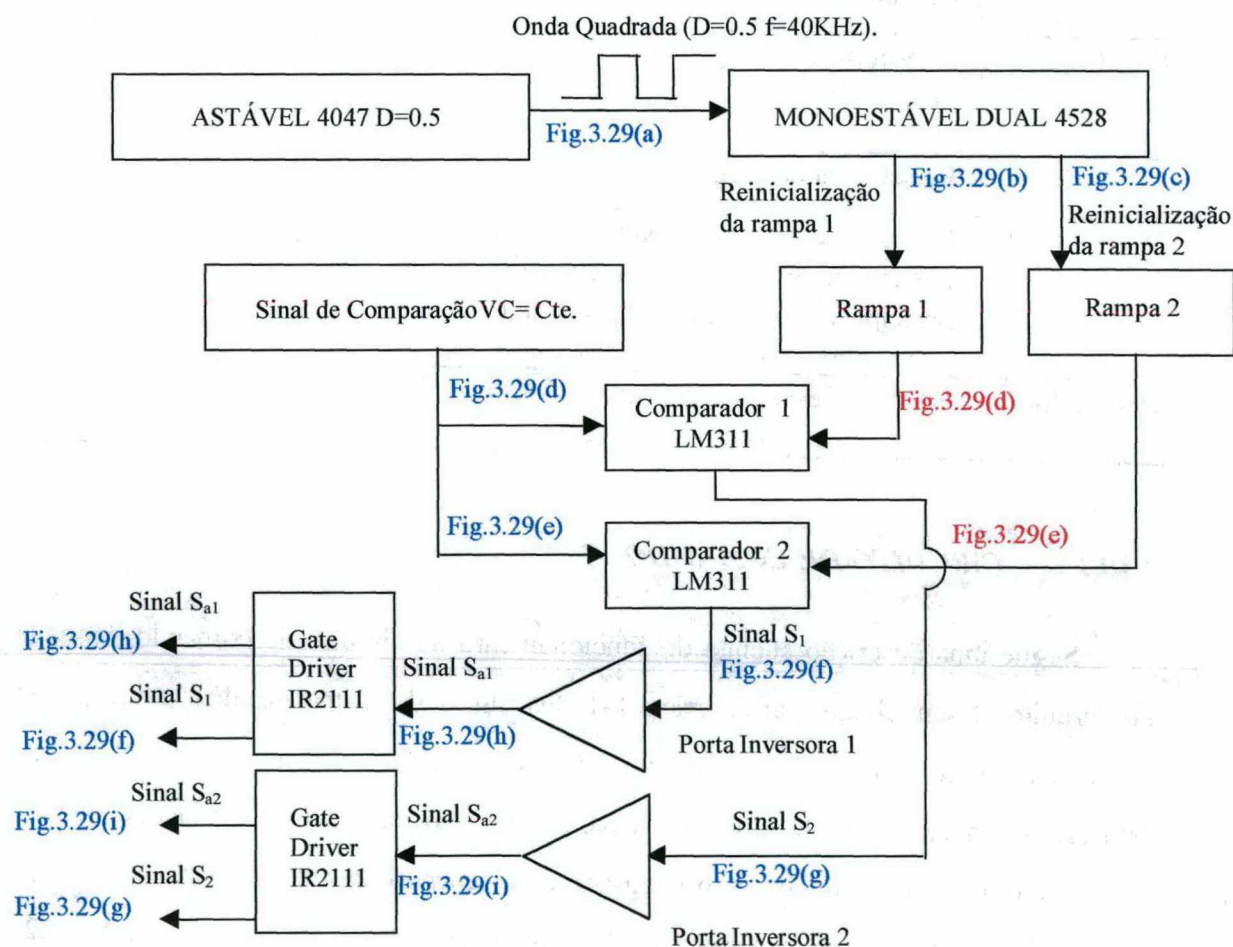 Onda Quadrada (D=0.5 f=40KHz).
ASTÁVEL 4047 D=0.5
Fig.3.29(a)
MONOESTÁVEL DUAL 4528
Reinicialização
da rampa 1
Fig.3.29(b)
Fig.3.29(c)
Reinicialização
da rampa 2
Sinal de Comparação VC= Cte.
Rampa 1
Rampa 2
Fig.3.29(d)
Comparador 1
LM311
Fig.3.29(d)
Fig.3.29(e)
Comparador 2
LM311
Fig.3.29(e)
Sinal Sa1
Fig.3.29(h)
Sinal S1
Fig.3.29(f)
Gate
Driver
IR2111
Sinal Sa1
Fig.3.29(h)
Sinal S1
Fig.3.29(f)
Porta Inversora 1
Sinal Sa2
Fig.3.29(i)
Sinal S2
Fig.3.29(g)
Gate
Driver
IR2111
Sinal Sa2
Fig.3.29(i)
Sinal S2
Fig.3.29(g)
Porta Inversora 2